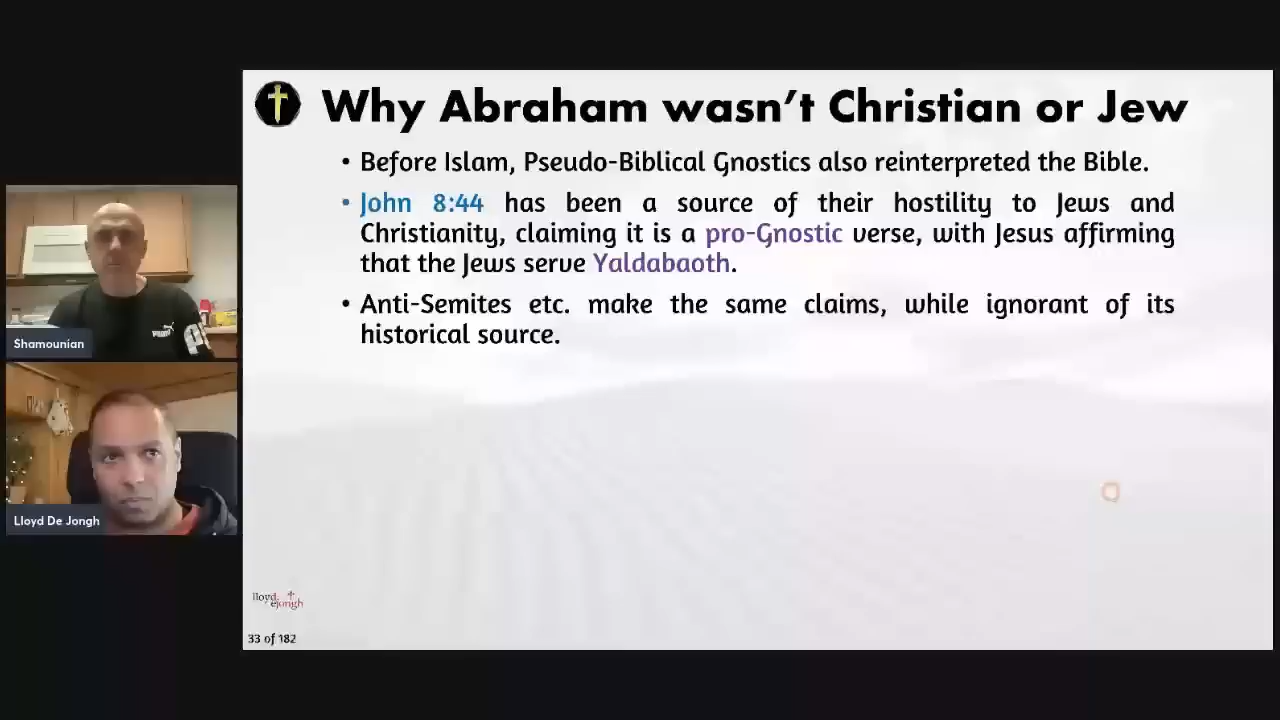 Why Abraham wasn't Christian or Jew
• Before Islam, Pseudo-Biblical Gnostics also reinterpreted the Bible.
• John 8:44 has been a source of their hostility to Jews and
Christianity, claiming it is a pro-Gnostic verse, with Jesus affirming
that the Jews serve Yaldabaoth.
• Anti-Semites etc. make the same claims, while ignorant of its
historical source.
Shamounian
PUMA
Lloyd De Jongh
lloyd
dejongh
33 of 182